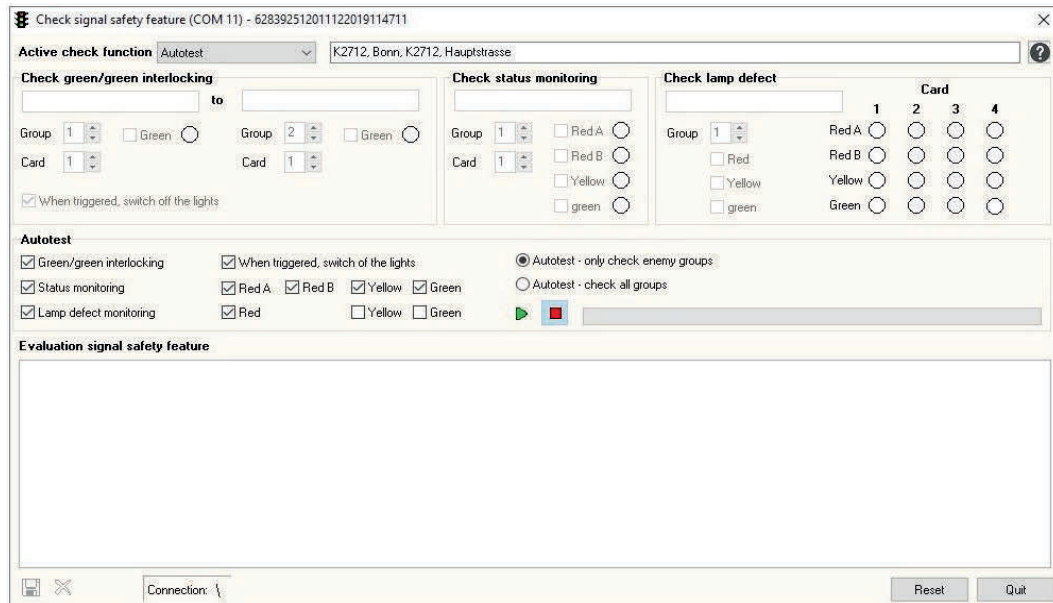 Check signal safety feature (COM 11) - 628392512011122019114711
Active check function Autotest K2712, Bonn, K2712, Hauptstrasse
Check green/green interlocking
to
Group 1 Green Group 2 Green
Card 1 Card 1
When triggered, switch off the lights
Check status monitoring
Group 1 Red A
Card 1 Red B
Yellow
green
Check lamp defect
Card
1 2 3 4
Group 1 Red A
Red Red B
Yellow Yellow
green Green
Autotest
Green/green interlocking When triggered, switch of the lights Autotest - only check enemy groups
Status monitoring Red A Red B Yellow Green Autotest - check all groups
Lamp defect monitoring Red Yellow Green
Evaluation signal safety feature
Connection: \ Reset Quit